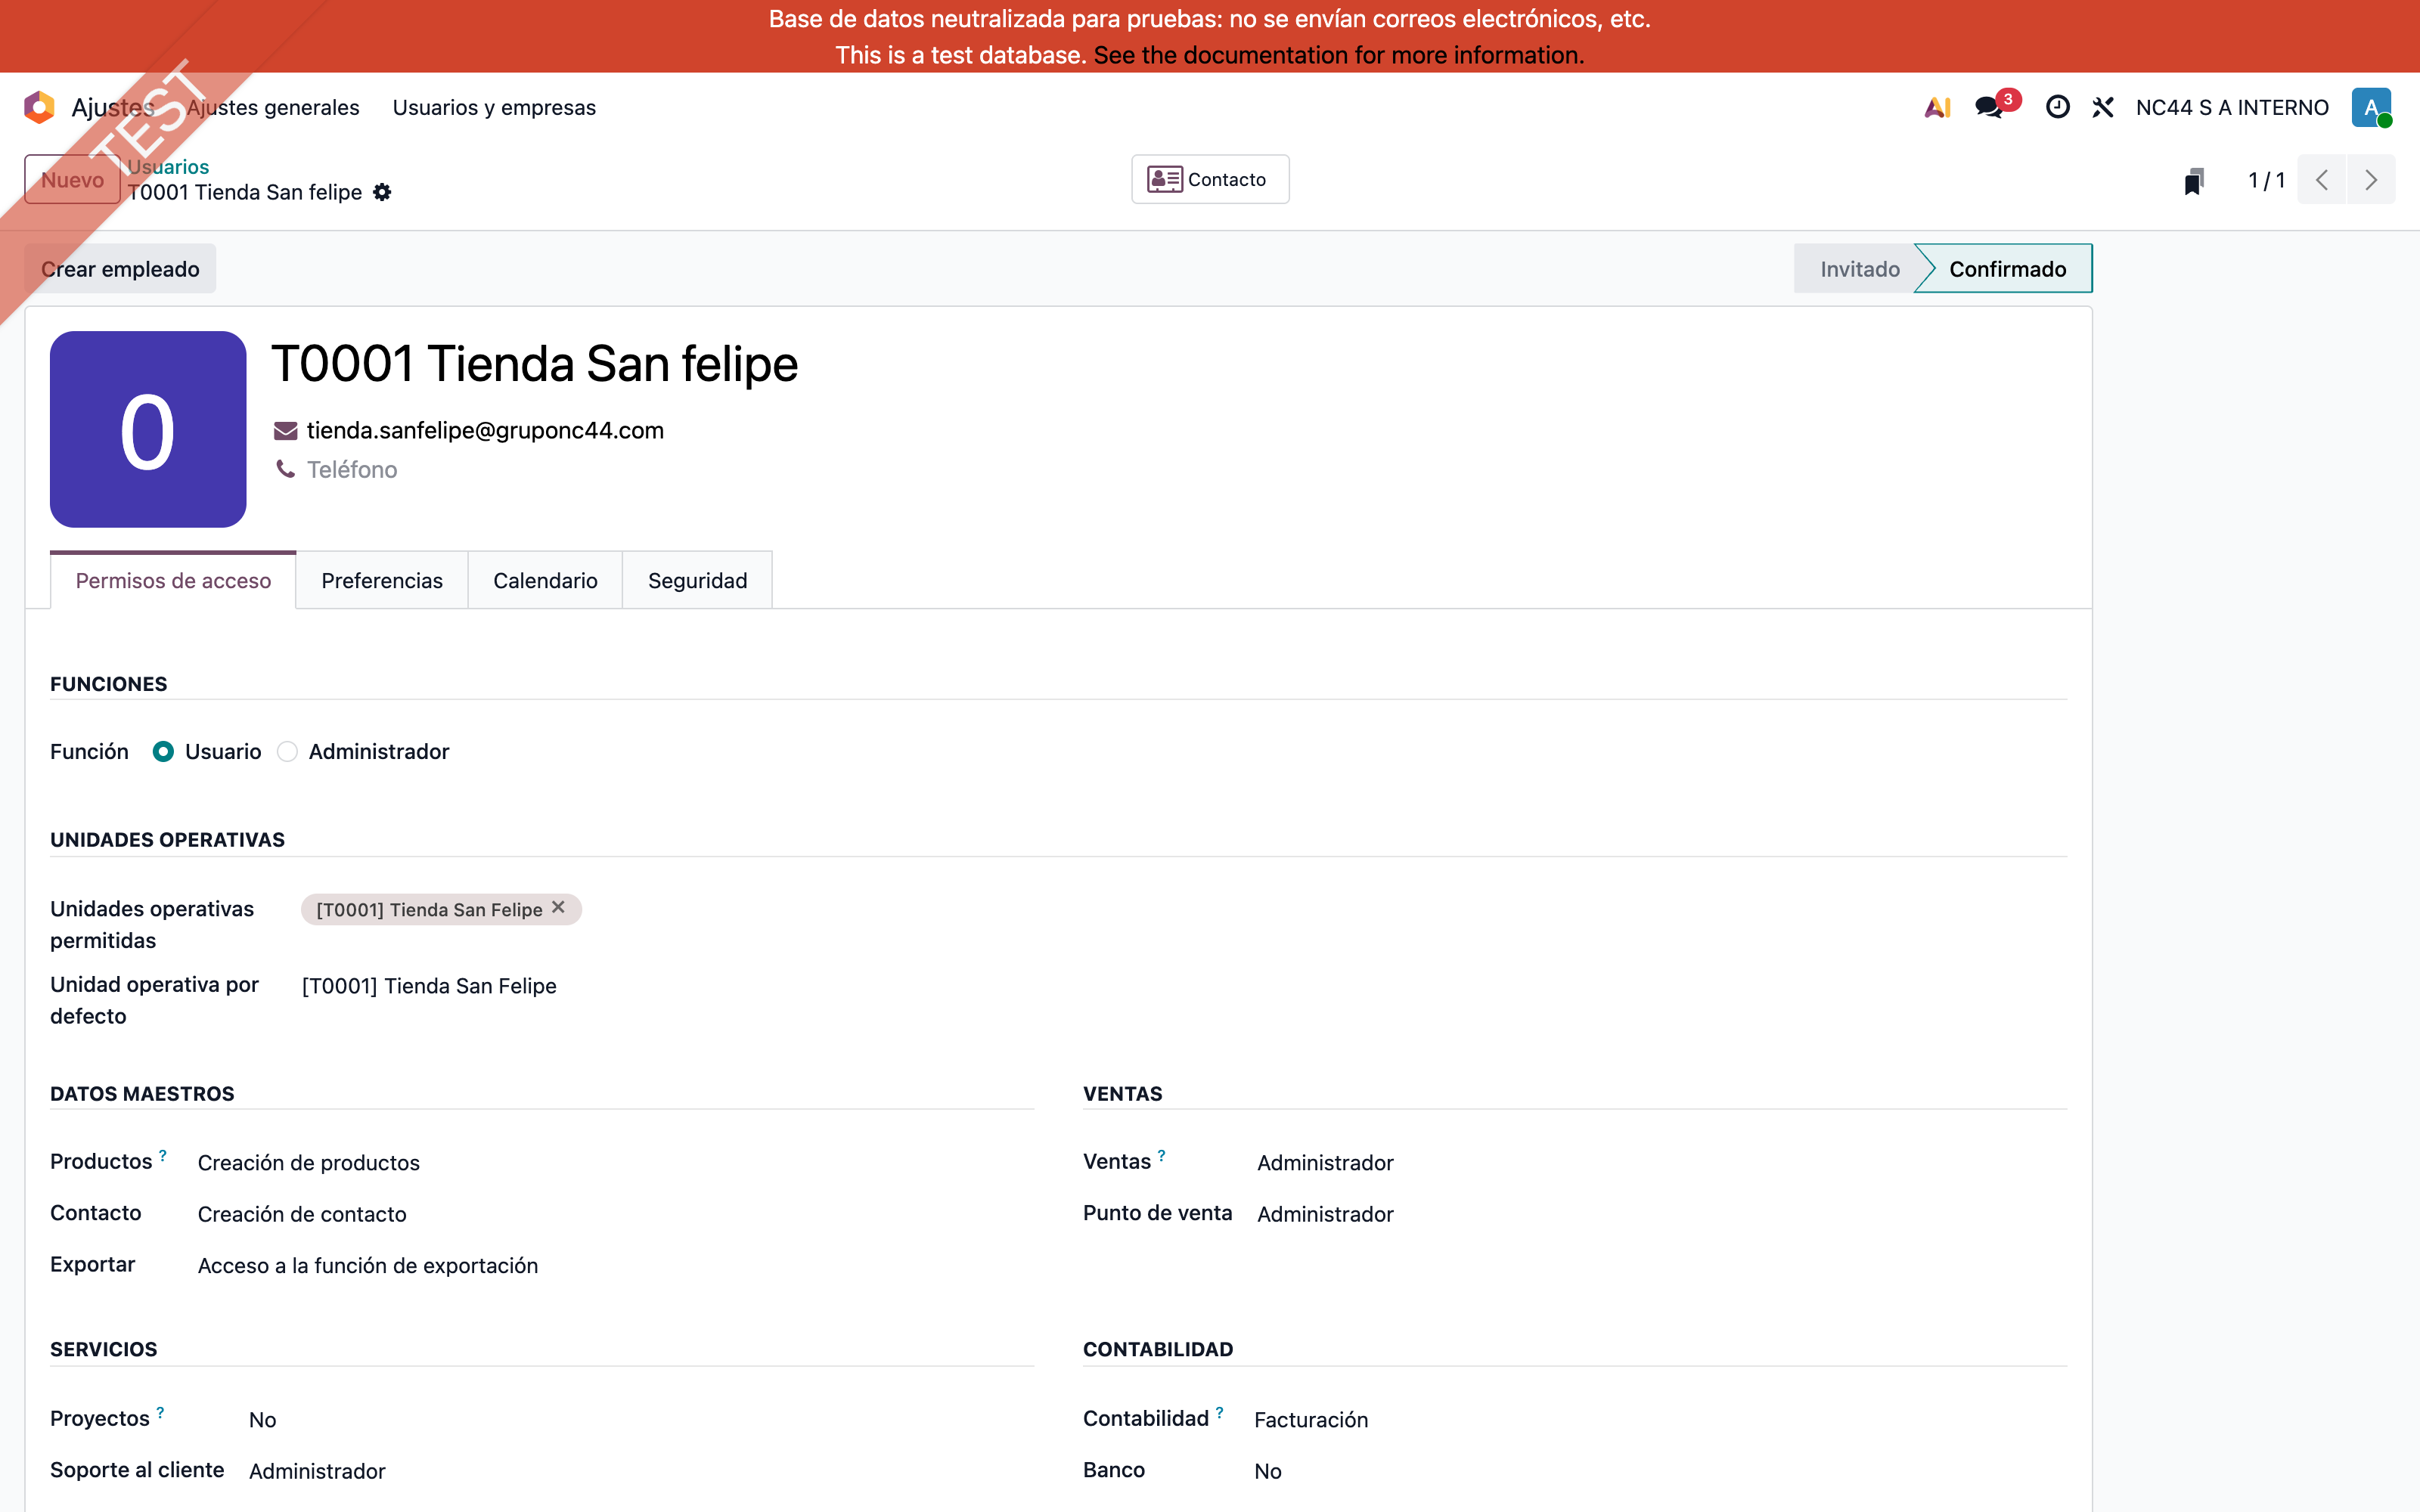 Base de datos neutralizada para pruebas: no se envían correos electrónicos, etc.
This is a test database. See the documentation for more information.
TEST
Ajustes Ajustes generales Usuarios y empresas
AI 3 NC44 S A INTERNO A
Nuevo
Usuarios
T0001 Tienda San felipe
Contacto
1 / 1
Crear empleado
Invitado Confirmado
0
T0001 Tienda San felipe
tienda.sanfelipe@gruponc44.com
Teléfono
Permisos de acceso Preferencias Calendario Seguridad
FUNCIONES
Función Usuario Administrador
UNIDADES OPERATIVAS
Unidades operativas permitidas
[T0001] Tienda San Felipe ✕
Unidad operativa por defecto
[T0001] Tienda San Felipe
DATOS MAESTROS
Productos ? Creación de productos
Contacto Creación de contacto
Exportar Acceso a la función de exportación
VENTAS
Ventas ? Administrador
Punto de venta Administrador
SERVICIOS
Proyectos ? No
Soporte al cliente Administrador
CONTABILIDAD
Contabilidad ? Facturación
Banco No